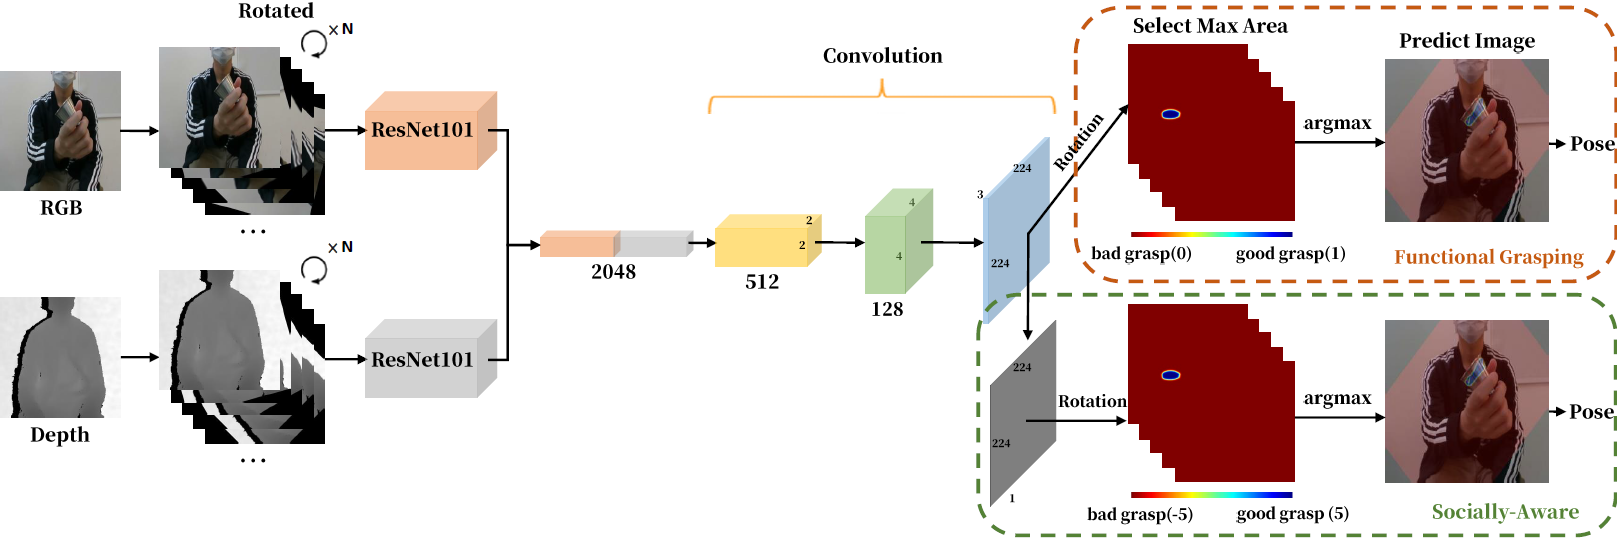 Rotated
×N
RGB
...
ResNet101
×N
Depth
...
ResNet101
2048
Convolution
2
2
512
4
4
128
3
224
224
Rotation
Select Max Area
argmax
Predict Image
Pose
bad grasp(0)
good grasp(1)
Functional Grasping
224
224
1
Rotation
argmax
Pose
bad grasp(-5)
good grasp (5)
Socially-Aware